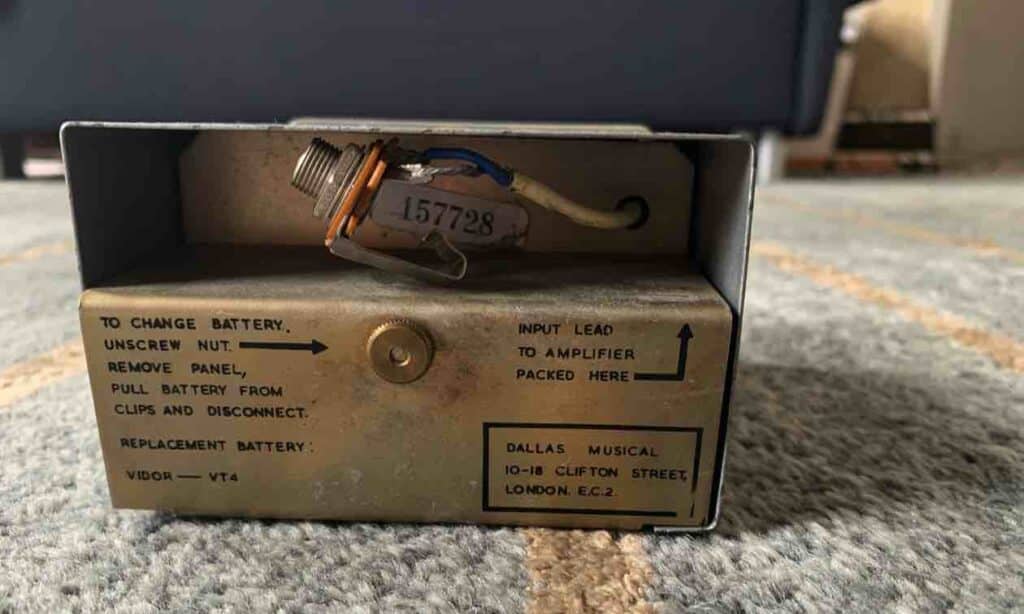 157728
TO CHANGE BATTERY.
UNSCREW NUT.
REMOVE PANEL,
PULL BATTERY FROM
CLIPS AND DISCONNECT.
REPLACEMENT BATTERY:
VIDOR — VT4
INPUT LEAD
TO AMPLIFIER
PACKED HERE
DALLAS MUSICAL
10-18 CLIFTON STREET,
LONDON. E.C.2.